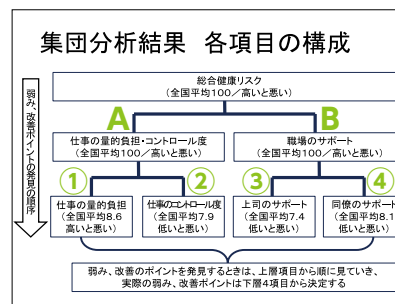 集団分析結果 各項目の構成
弱み、改善ポイントの発見の順序
総合健康リスク
(全国平均100/高いと悪い)
A
B
仕事の量的負担・コントロール度
(全国平均100/高いと悪い)
職場のサポート
(全国平均100/高いと悪い)
①
②
③
④
仕事の量的負担
(全国平均8.6
高いと悪い)
仕事のコントロール度
(全国平均7.9
低いと悪い)
上司のサポート
(全国平均7.4
低いと悪い)
同僚のサポート
(全国平均8.1
低いと悪い)
弱み、改善のポイントを発見するときは、上層項目から順に見ていき、
実際の弱み、改善ポイントは下層4項目から決定する